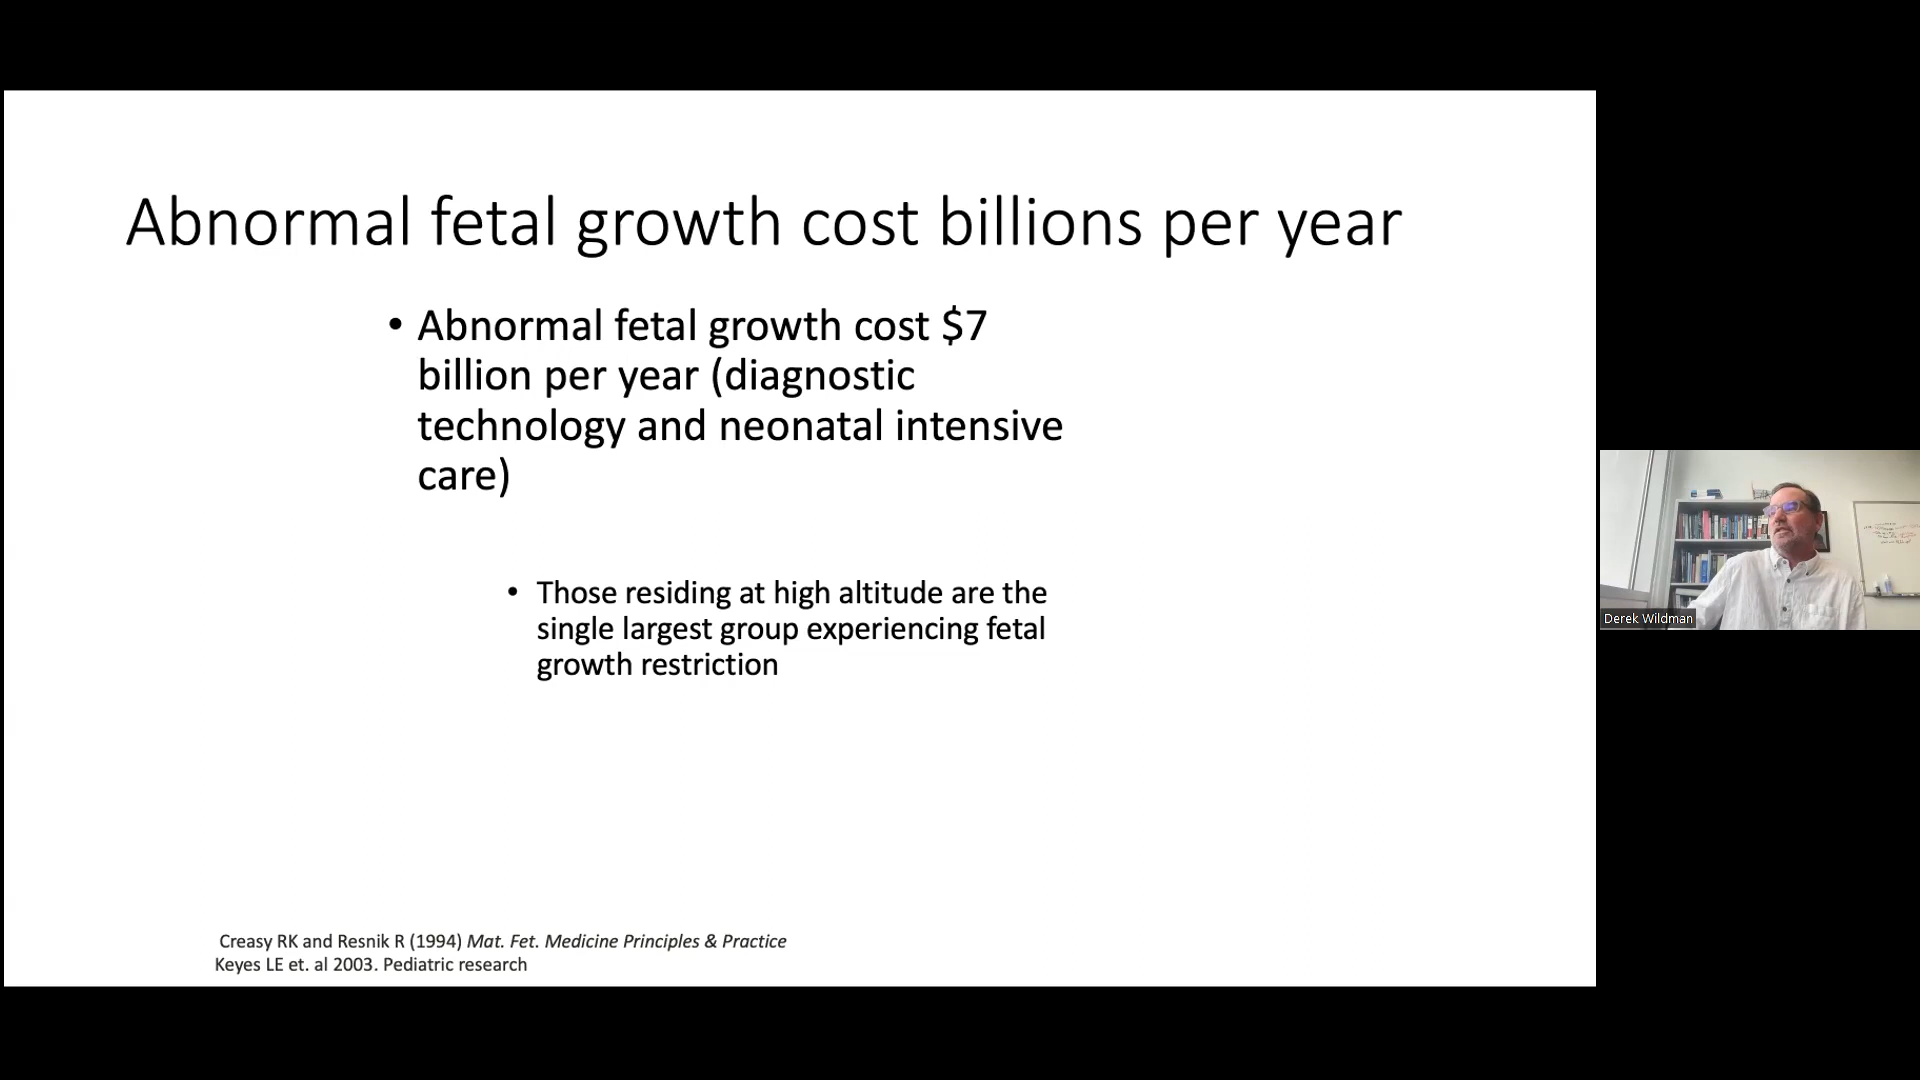 Abnormal fetal growth cost billions per year
• Abnormal fetal growth cost $7
billion per year (diagnostic
technology and neonatal intensive
care)
• Those residing at high altitude are the
single largest group experiencing fetal
growth restriction
Creasy RK and Resnik R (1994) Mat. Fet. Medicine Principles & Practice
Keyes LE et. al 2003. Pediatric research
Derek Wildman